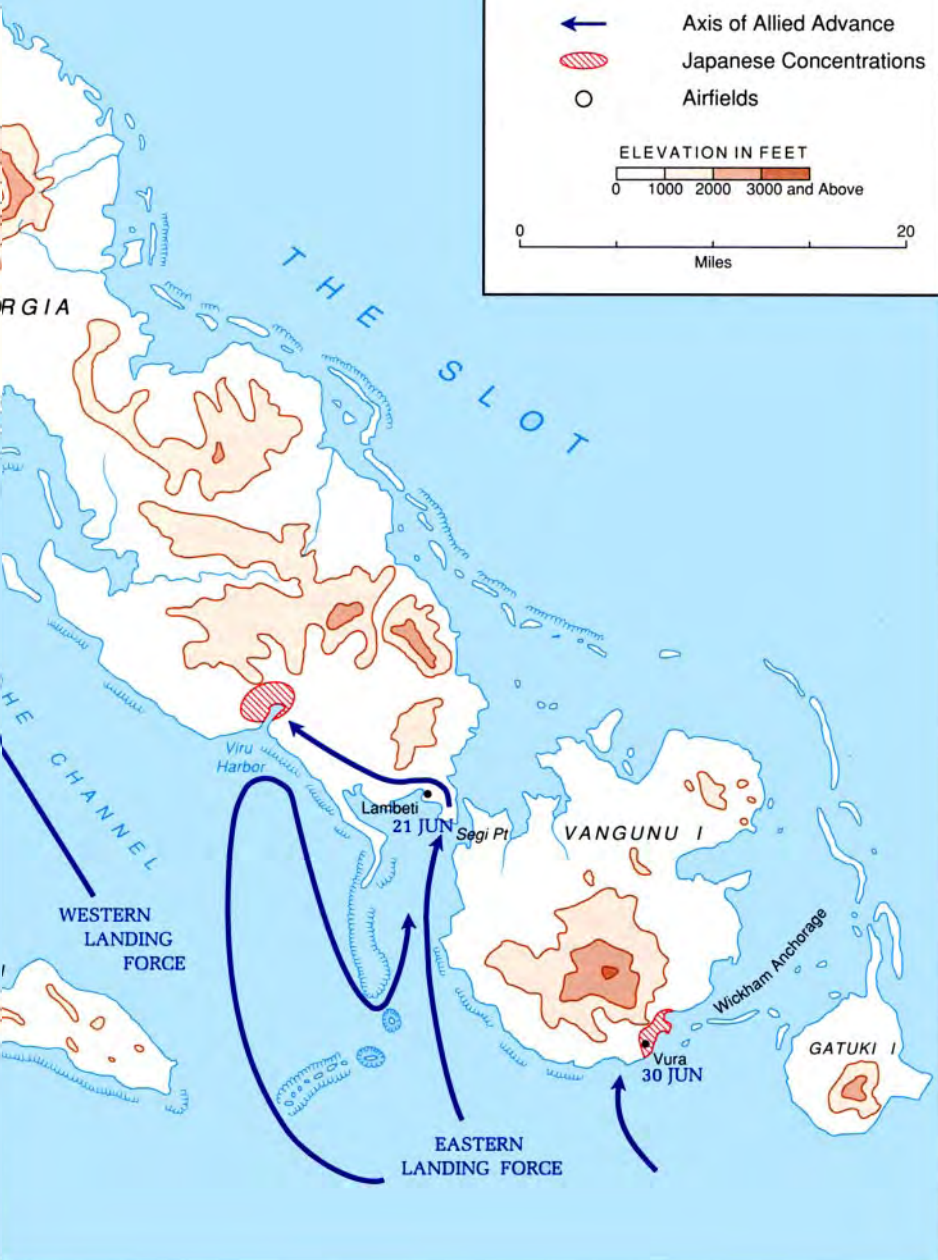 Axis of Allied Advance
Japanese Concentrations
Airfields
ELEVATION IN FEET
0 1000 2000 3000 and Above
0 20
Miles
THE SLOT
RGIA
HE CHANNEL
Viru
Harbor
Lambeti
21 JUN
Segi Pt
VANGUNU I
WESTERN
LANDING
FORCE
I
Wickham Anchorage
GATUKI I
Vura
30 JUN
EASTERN
LANDING FORCE